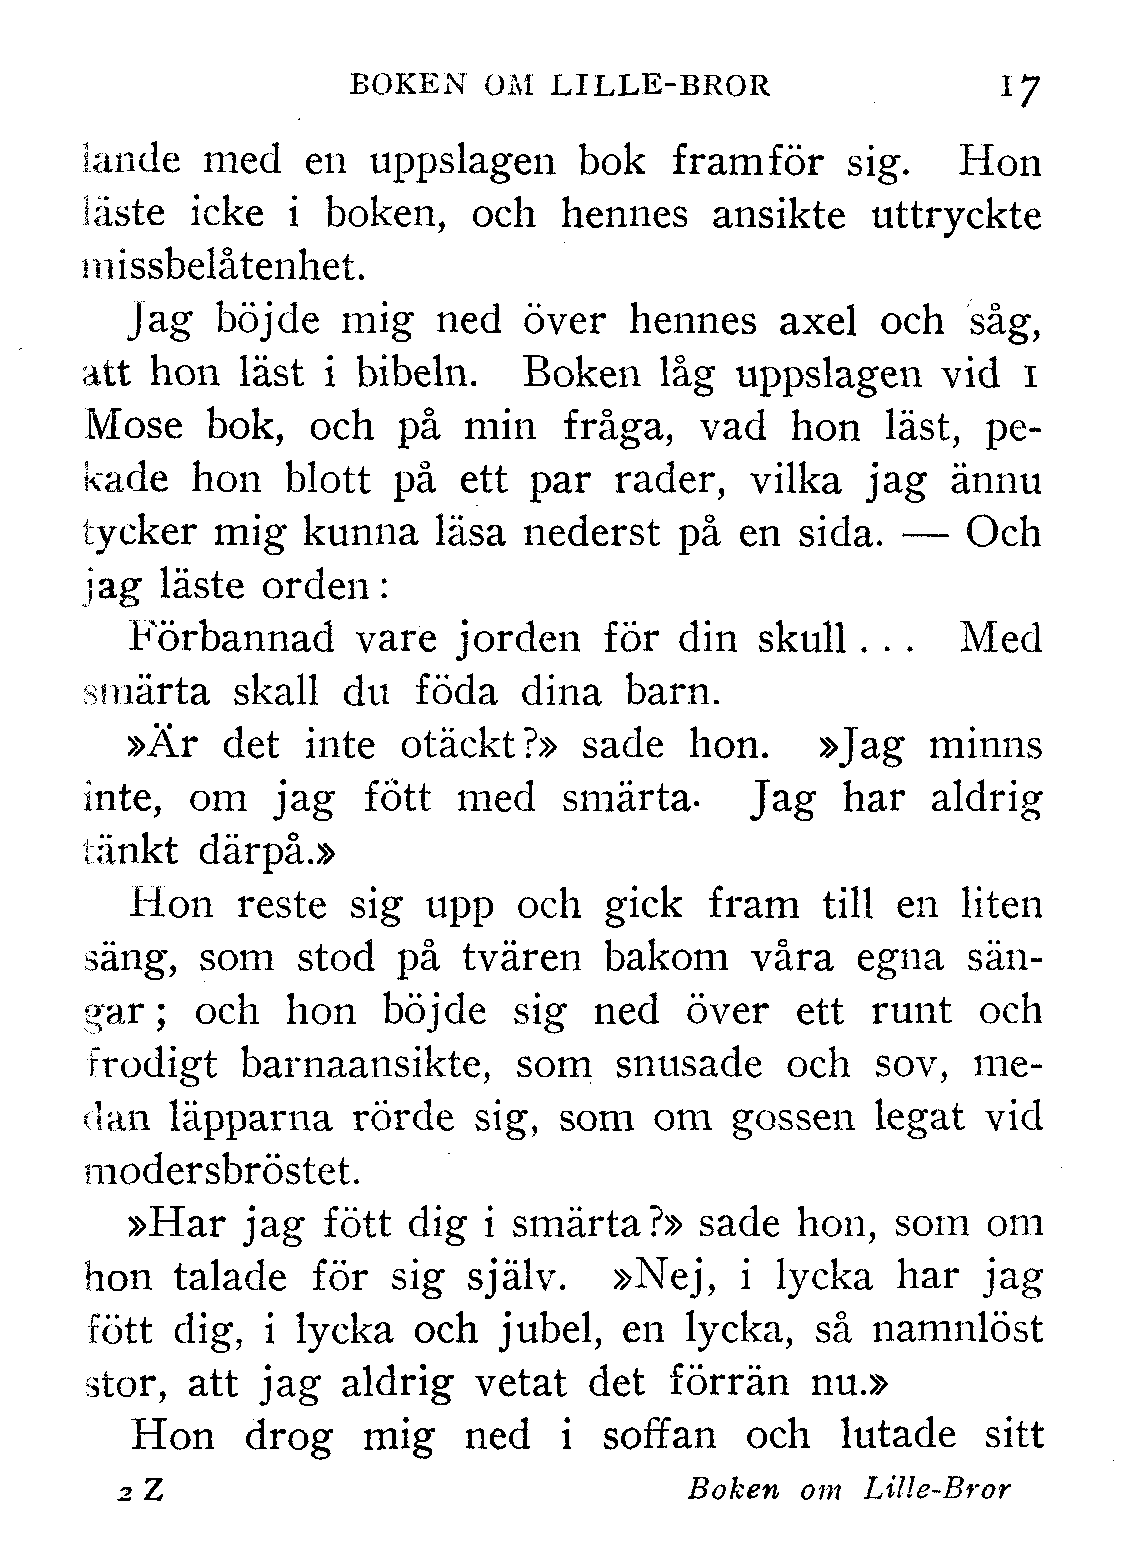 BOKEN OM LILLE-BROR 17
lande med en uppslagen bok framför sig. Hon
läste icke i boken, och hennes ansikte uttryckte
missbelåtenhet.
Jag böjde mig ned över hennes axel och såg,
att hon läst i bibeln. Boken låg uppslagen vid 1
Mose bok, och på min fråga, vad hon läst, pe-
kade hon blott på ett par rader, vilka jag ännu
tycker mig kunna läsa nederst på en sida. — Och
jag läste orden:
Förbannad vare jorden för din skull... Med
smärta skall du föda dina barn.
»Är det inte otäckt?» sade hon. »Jag minns
inte, om jag fött med smärta. Jag har aldrig
tänkt därpå.»
Hon reste sig upp och gick fram till en liten
säng, som stod på tvären bakom våra egna sän-
gar; och hon böjde sig ned över ett runt och
frodigt barnaansikte, som snusade och sov, me-
dan läpparna rörde sig, som om gossen legat vid
modersbröstet.
»Har jag fött dig i smärta?» sade hon, som om
hon talade för sig själv. »Nej, i lycka har jag
fött dig, i lycka och jubel, en lycka, så namnlöst
stor, att jag aldrig vetat det förrän nu.»
Hon drog mig ned i soffan och lutade sitt
2 Z Boken om Lille-Bror